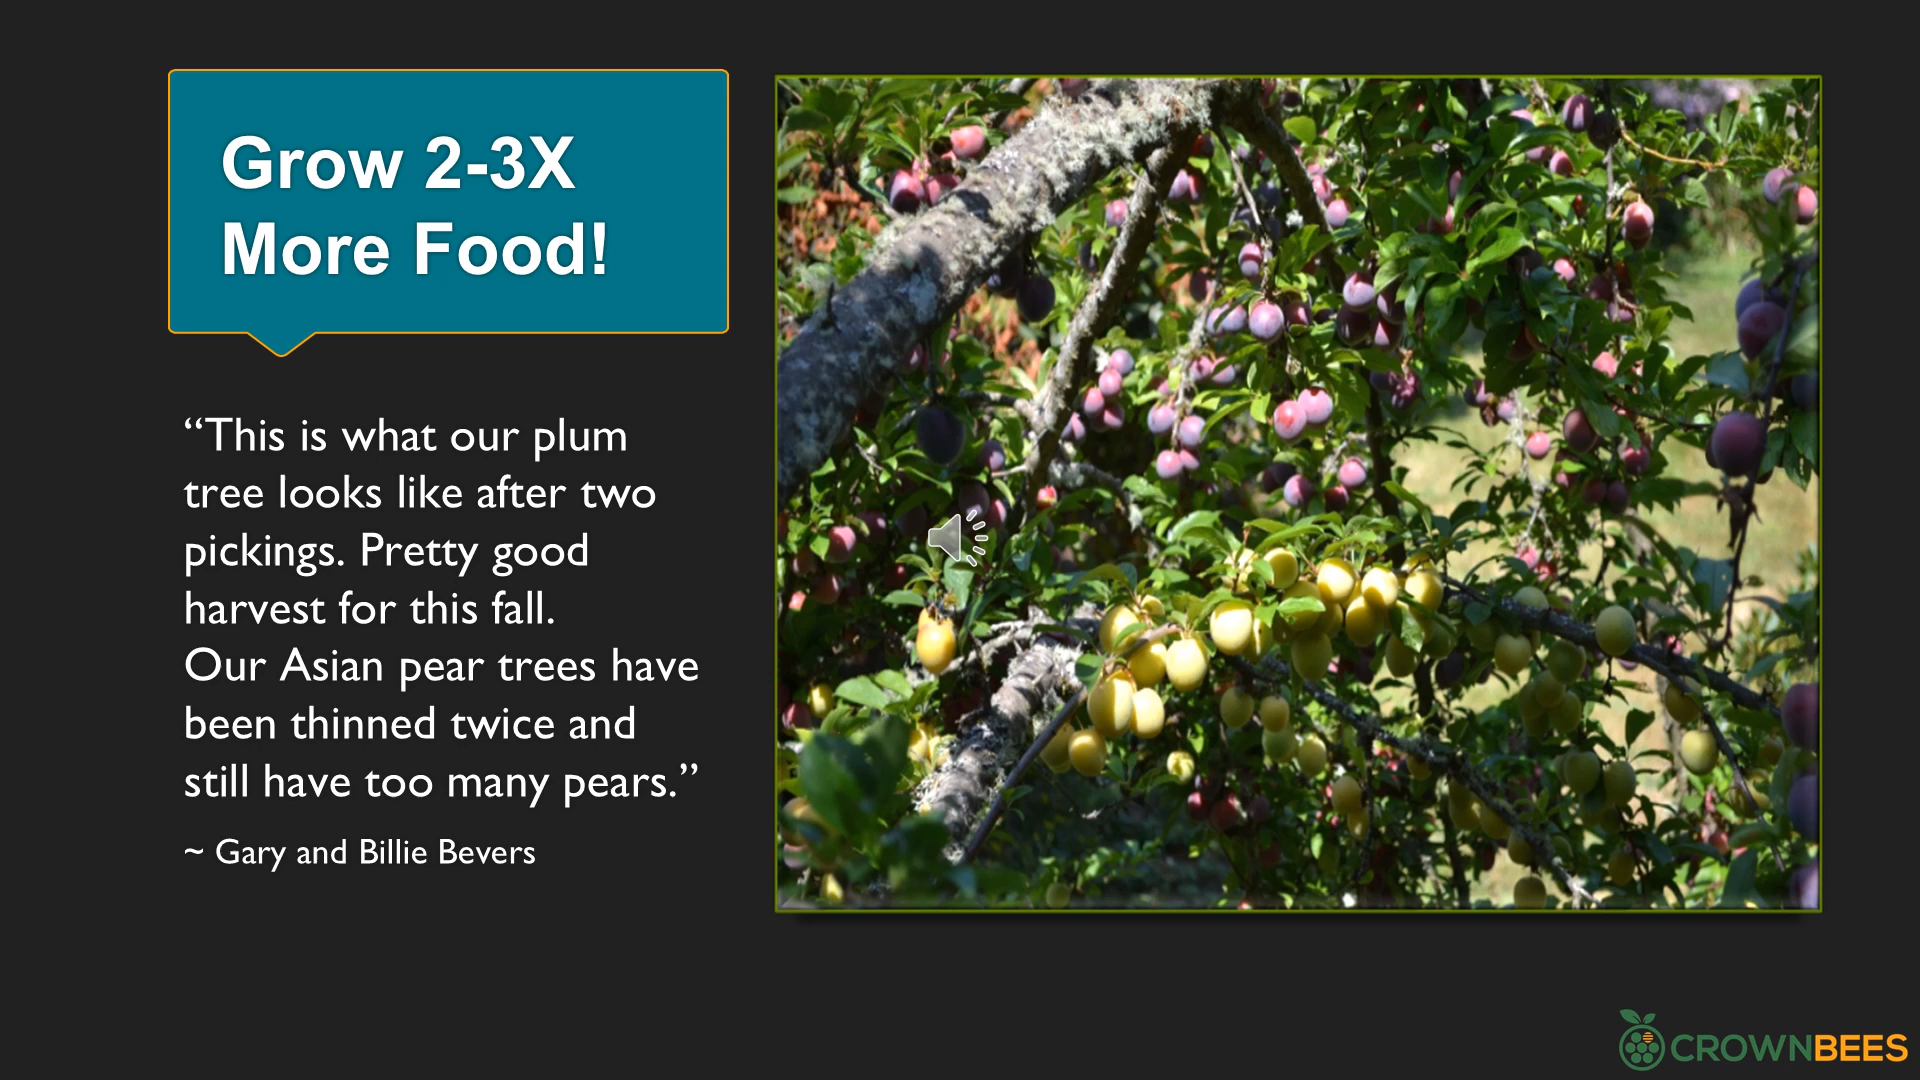 Grow 2-3X
More Food!
“This is what our plum
tree looks like after two
pickings. Pretty good
harvest for this fall.
Our Asian pear trees have
been thinned twice and
still have too many pears.”
~ Gary and Billie Bevers
CROWNBEES